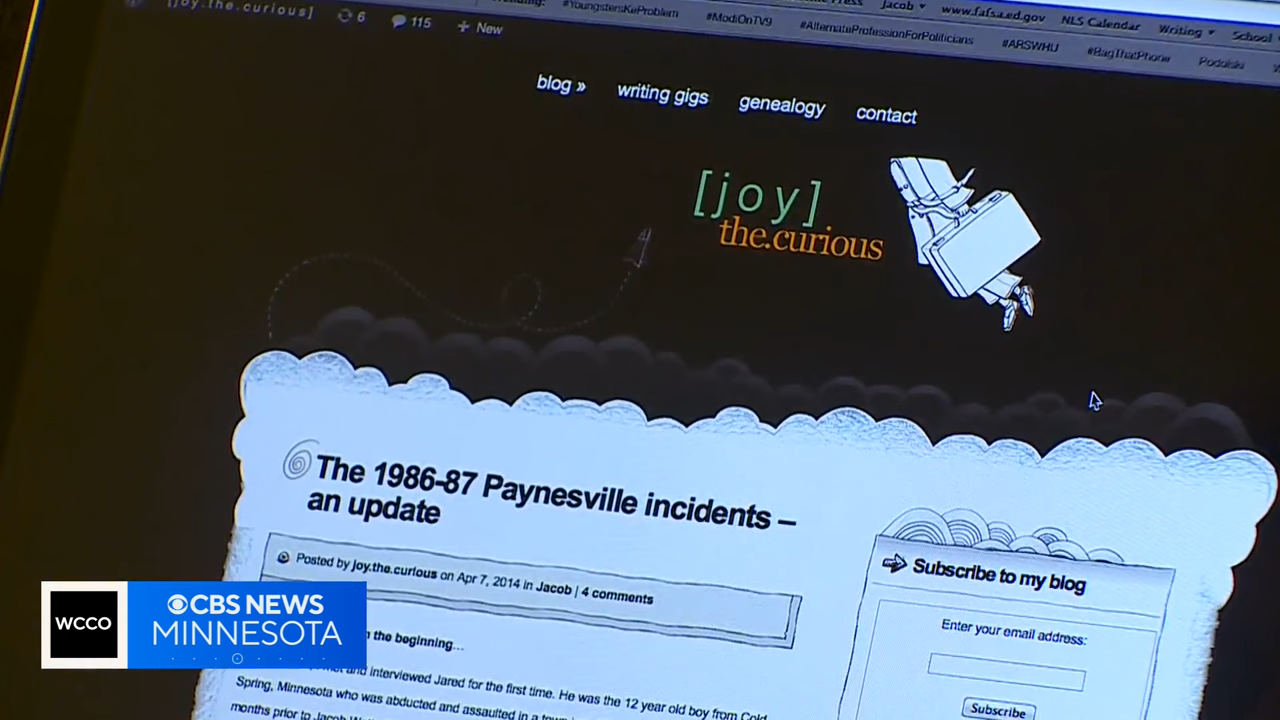 [joy.the.curious] 6 115 + New
Jacob www.fafsa.ed.gov NLS Calendar Writing School
#YoungstersKeProblem #ModiOnTV9 #AlternateProfessionForPoliticians #ARSWHU #BagThatPhone Podolski
blog » writing gigs genealogy contact
[joy]
the.curious
The 1986-87 Paynesville incidents –
an update
Posted by joy.the.curious on Apr 7, 2014 in Jacob | 4 comments
Subscribe to my blog
Enter your email address:
Subscribe
the beginning...
and interviewed Jared for the first time. He was the 12 year old boy from Cold
Spring, Minnesota who was abducted and assaulted in a
months prior to Jacob
WCCO
CBS NEWS
MINNESOTA